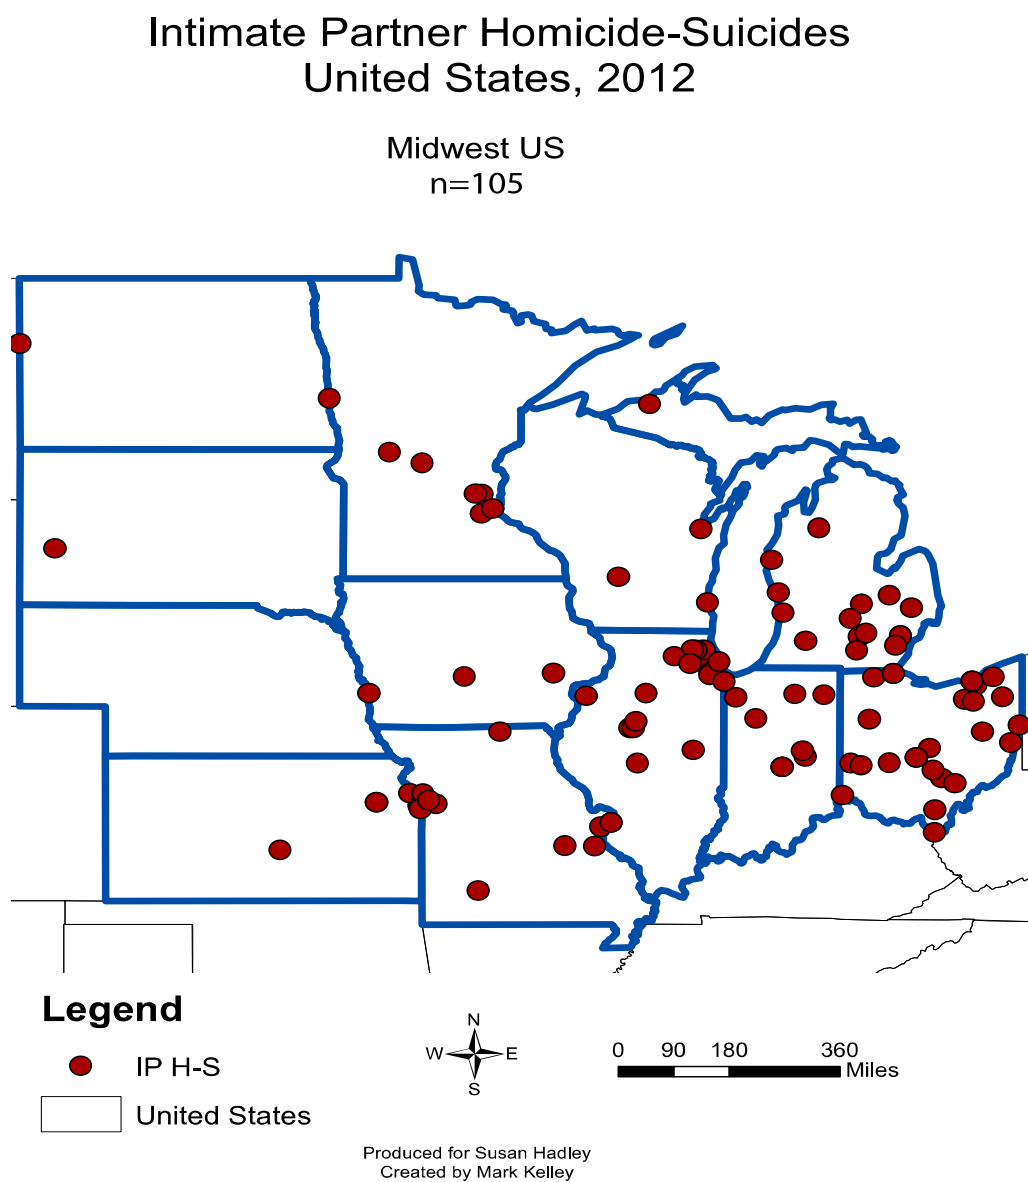 Intimate Partner Homicide-Suicides
United States, 2012
Midwest US
n=105
Legend
IP H-S
United States
N
W E
S
0 90 180 360
Miles
Produced for Susan Hadley
Created by Mark Kelley